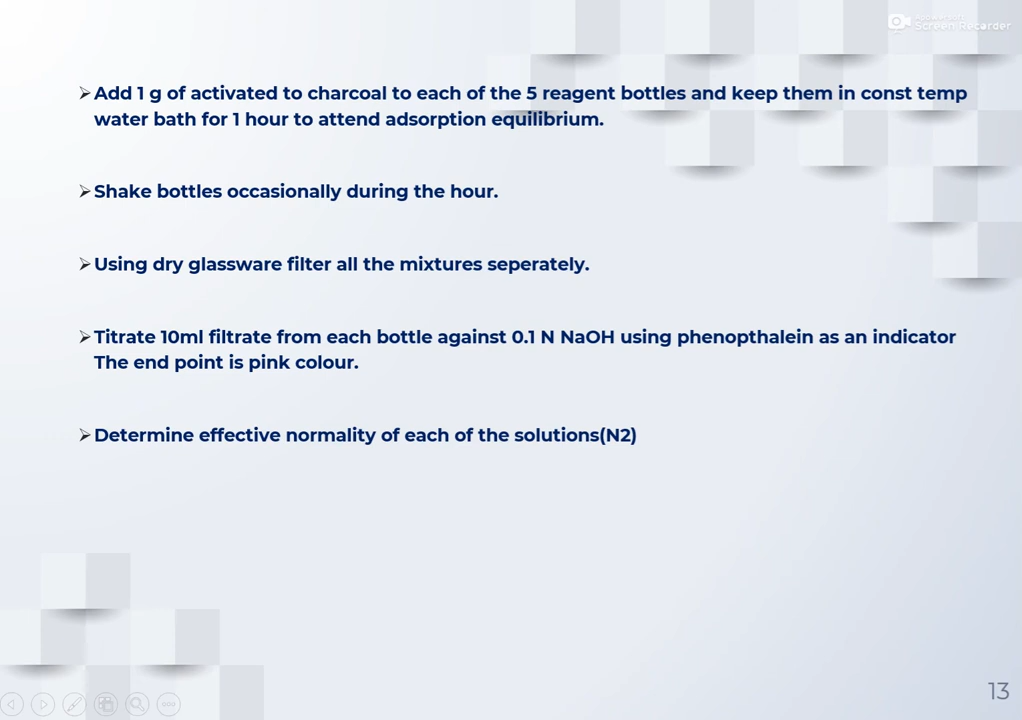 Apowersoft
Screen Recorder
➢Add 1 g of activated to charcoal to each of the 5 reagent bottles and keep them in const temp
water bath for 1 hour to attend adsorption equilibrium.
➢Shake bottles occasionally during the hour.
➢Using dry glassware filter all the mixtures seperately.
➢Titrate 10ml filtrate from each bottle against 0.1 N NaOH using phenopthalein as an indicator
The end point is pink colour.
➢Determine effective normality of each of the solutions(N2)
13